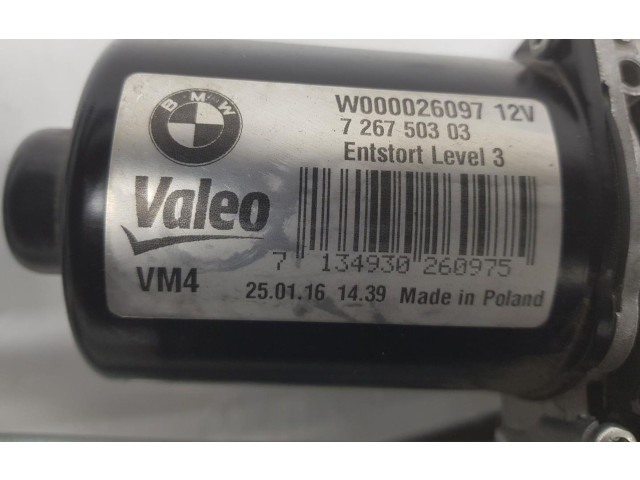 BMW
W000026097 12V
7 267 503 03
Entstort Level 3
Valeo
7 134930 260975
VM4
25.01.16 14.39 Made in Poland